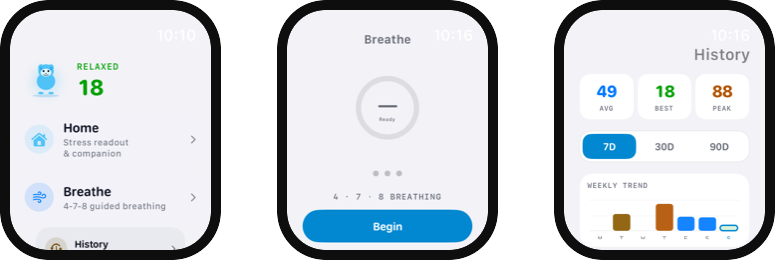 10:10
RELAXED
18
Home
Stress readout
& companion
Breathe
4-7-8 guided breathing
History
Breathe
10:16
Ready
4 · 7 · 8 BREATHING
Begin
10:16
History
49
AVG
18
BEST
88
PEAK
7D
30D
90D
WEEKLY TREND